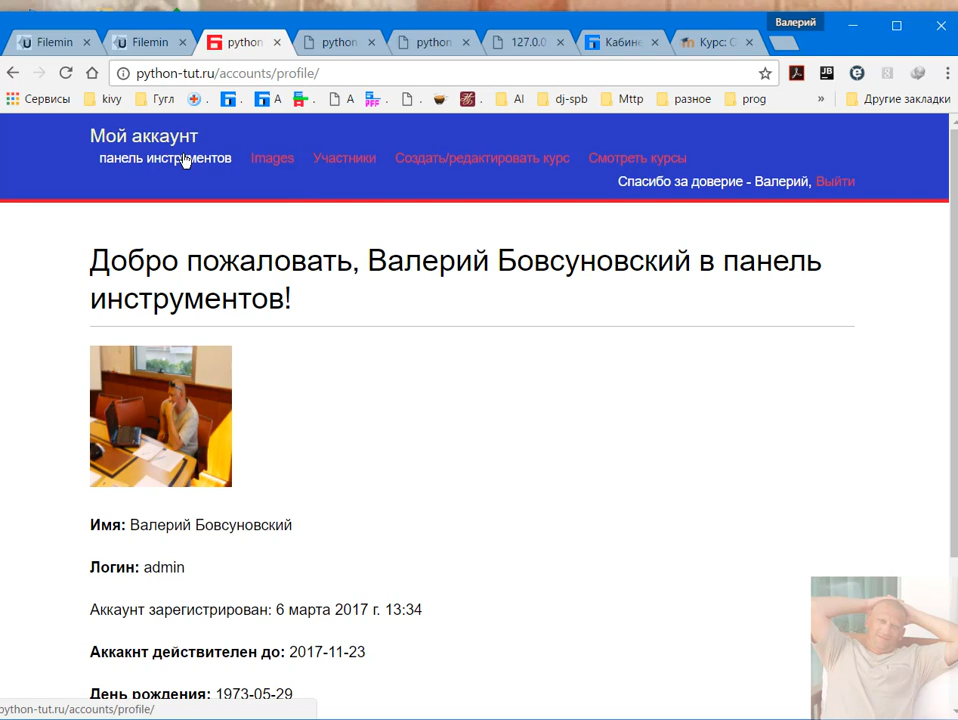 Валерий
Filemin Filemin python python python 127.0.0 Кабине Курс: С
python-tut.ru/accounts/profile/
Сервисы kivy Гугл . . A . A . . . AI dj-spb Mttp разное prog » Другие закладки
Мой аккаунт
панель инструментов Images Участники Создать/редактировать курс Смотреть курсы
Спасибо за доверие - Валерий, Выйти
Добро пожаловать, Валерий Бовсуновский в панель
инструментов!
Имя: Валерий Бовсуновский
Логин: admin
Аккаунт зарегистрирован: 6 марта 2017 г. 13:34
Аккакнт действителен до: 2017-11-23
День рождения: 1973-05-29
python-tut.ru/accounts/profile/